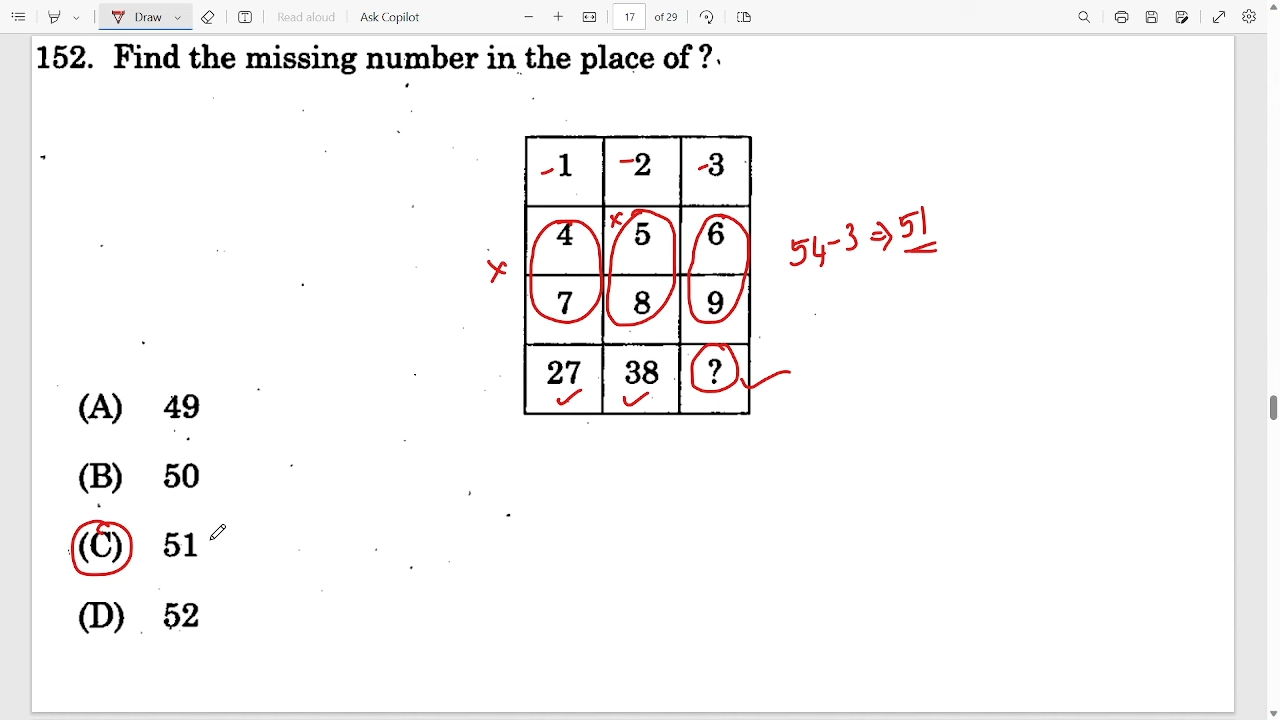 Draw Read aloud Ask Copilot 17 of 29
152. Find the missing number in the place of ?.
-1 -2 -3
4 x 5 6
x
54-3 => 51
7 8 9
27 38 ?
(A) 49
(B) 50
(C) 51
(D) 52